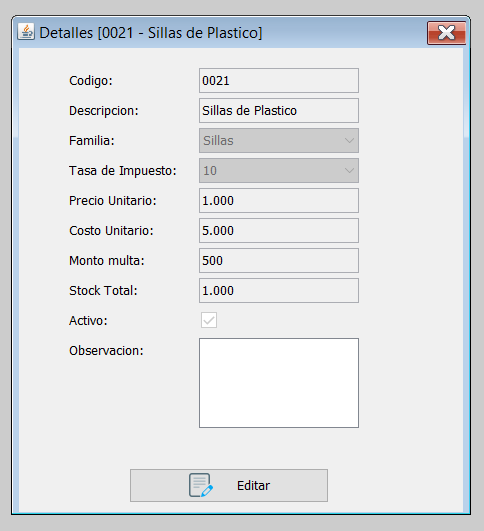 Detalles [0021 - Sillas de Plastico]
Codigo: 0021
Descripcion: Sillas de Plastico
Familia: Sillas
Tasa de Impuesto: 10
Precio Unitario: 1.000
Costo Unitario: 5.000
Monto multa: 500
Stock Total: 1.000
Activo:
Observacion:
Editar